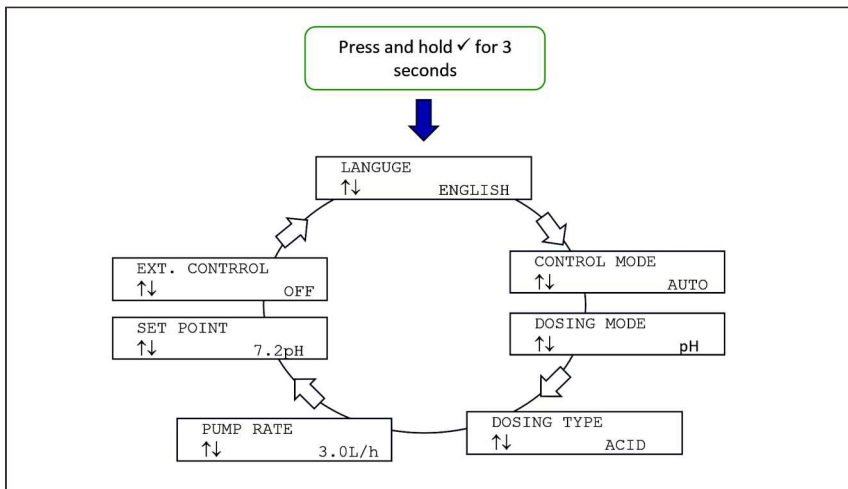 Press and hold ✓ for 3
seconds
LANGUGE
↑↓ ENGLISH
CONTROL MODE
↑↓ AUTO
DOSING MODE
↑↓ pH
DOSING TYPE
↑↓ ACID
PUMP RATE
↑↓ 3.0L/h
SET POINT
↑↓ 7.2pH
EXT. CONTRROL
↑↓ OFF